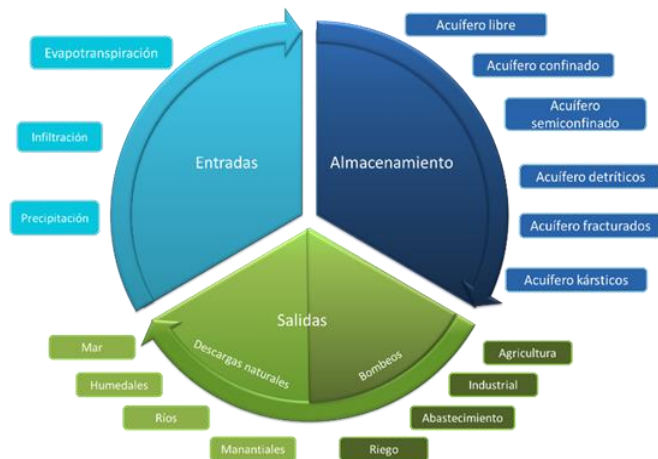 Evapotranspiración
Infiltración
Precipitación
Entradas
Almacenamiento
Acuífero libre
Acuífero confinado
Acuífero
semiconfinado
Acuífero detríticos
Acuífero fracturados
Acuífero kársticos
Salidas
Descargas naturales
Bombeos
Mar
Humedales
Ríos
Manantiales
Agricultura
Industrial
Abastecimiento
Riego